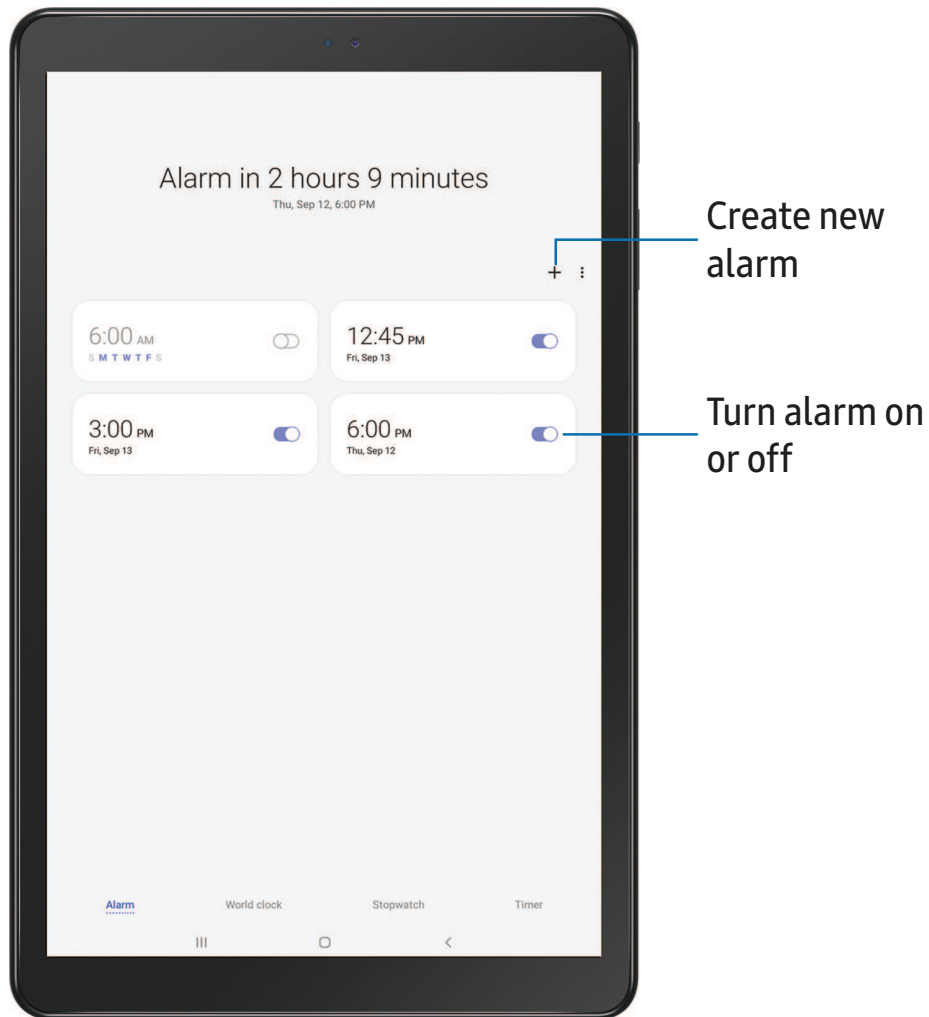 Alarm in 2 hours 9 minutes
Thu, Sep 12, 6:00 PM
Create new
alarm
6:00 AM
S M T W T F S
12:45 PM
Fri, Sep 13
3:00 PM
Fri, Sep 13
6:00 PM
Thu, Sep 12
Turn alarm on
or off
Alarm World clock Stopwatch Timer